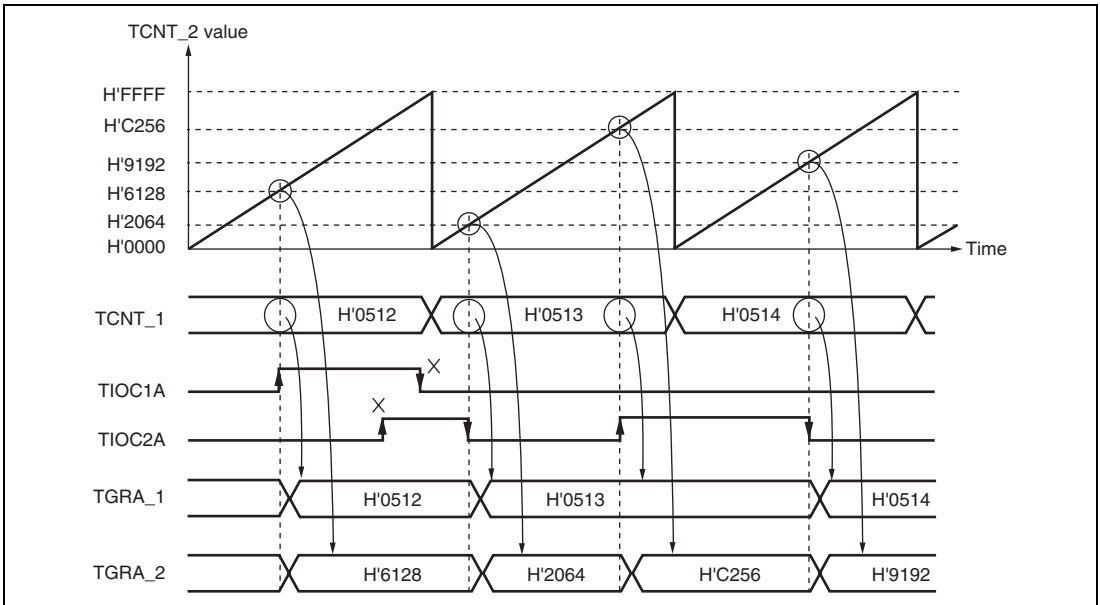 TCNT_2 value
H'FFFF
H'C256
H'9192
H'6128
H'2064
H'0000
Time
TCNT_1
H'0512
H'0513
H'0514
TIOC1A
X
TIOC2A
X
TGRA_1
H'0512
H'0513
H'0514
TGRA_2
H'6128
H'2064
H'C256
H'9192